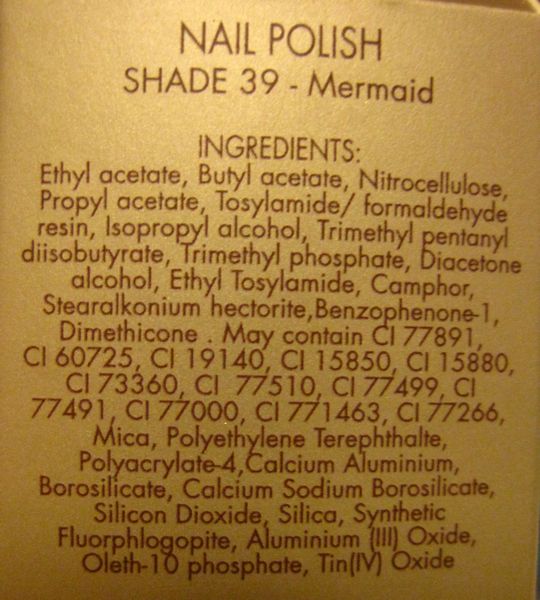 NAIL POLISH
SHADE 39 - Mermaid
INGREDIENTS:
Ethyl acetate, Butyl acetate, Nitrocellulose,
Propyl acetate, Tosylamide/ formaldehyde
resin, Isopropyl alcohol, Trimethyl pentanyl
diisobutyrate, Trimethyl phosphate, Diacetone
alcohol, Ethyl Tosylamide, Camphor,
Stearalkonium hectorite,Benzophenone-1,
Dimethicone . May contain CI 77891,
CI 60725, CI 19140, CI 15850, CI 15880,
CI 73360, CI 77510, CI 77499, CI
77491, CI 77000, CI 771463, CI 77266,
Mica, Polyethylene Terephthalte,
Polyacrylate-4,Calcium Aluminium,
Borosilicate, Calcium Sodium Borosilicate,
Silicon Dioxide, Silica, Synthetic
Fluorphlogopite, Aluminium (III) Oxide,
Oleth-10 phosphate, Tin(IV) Oxide